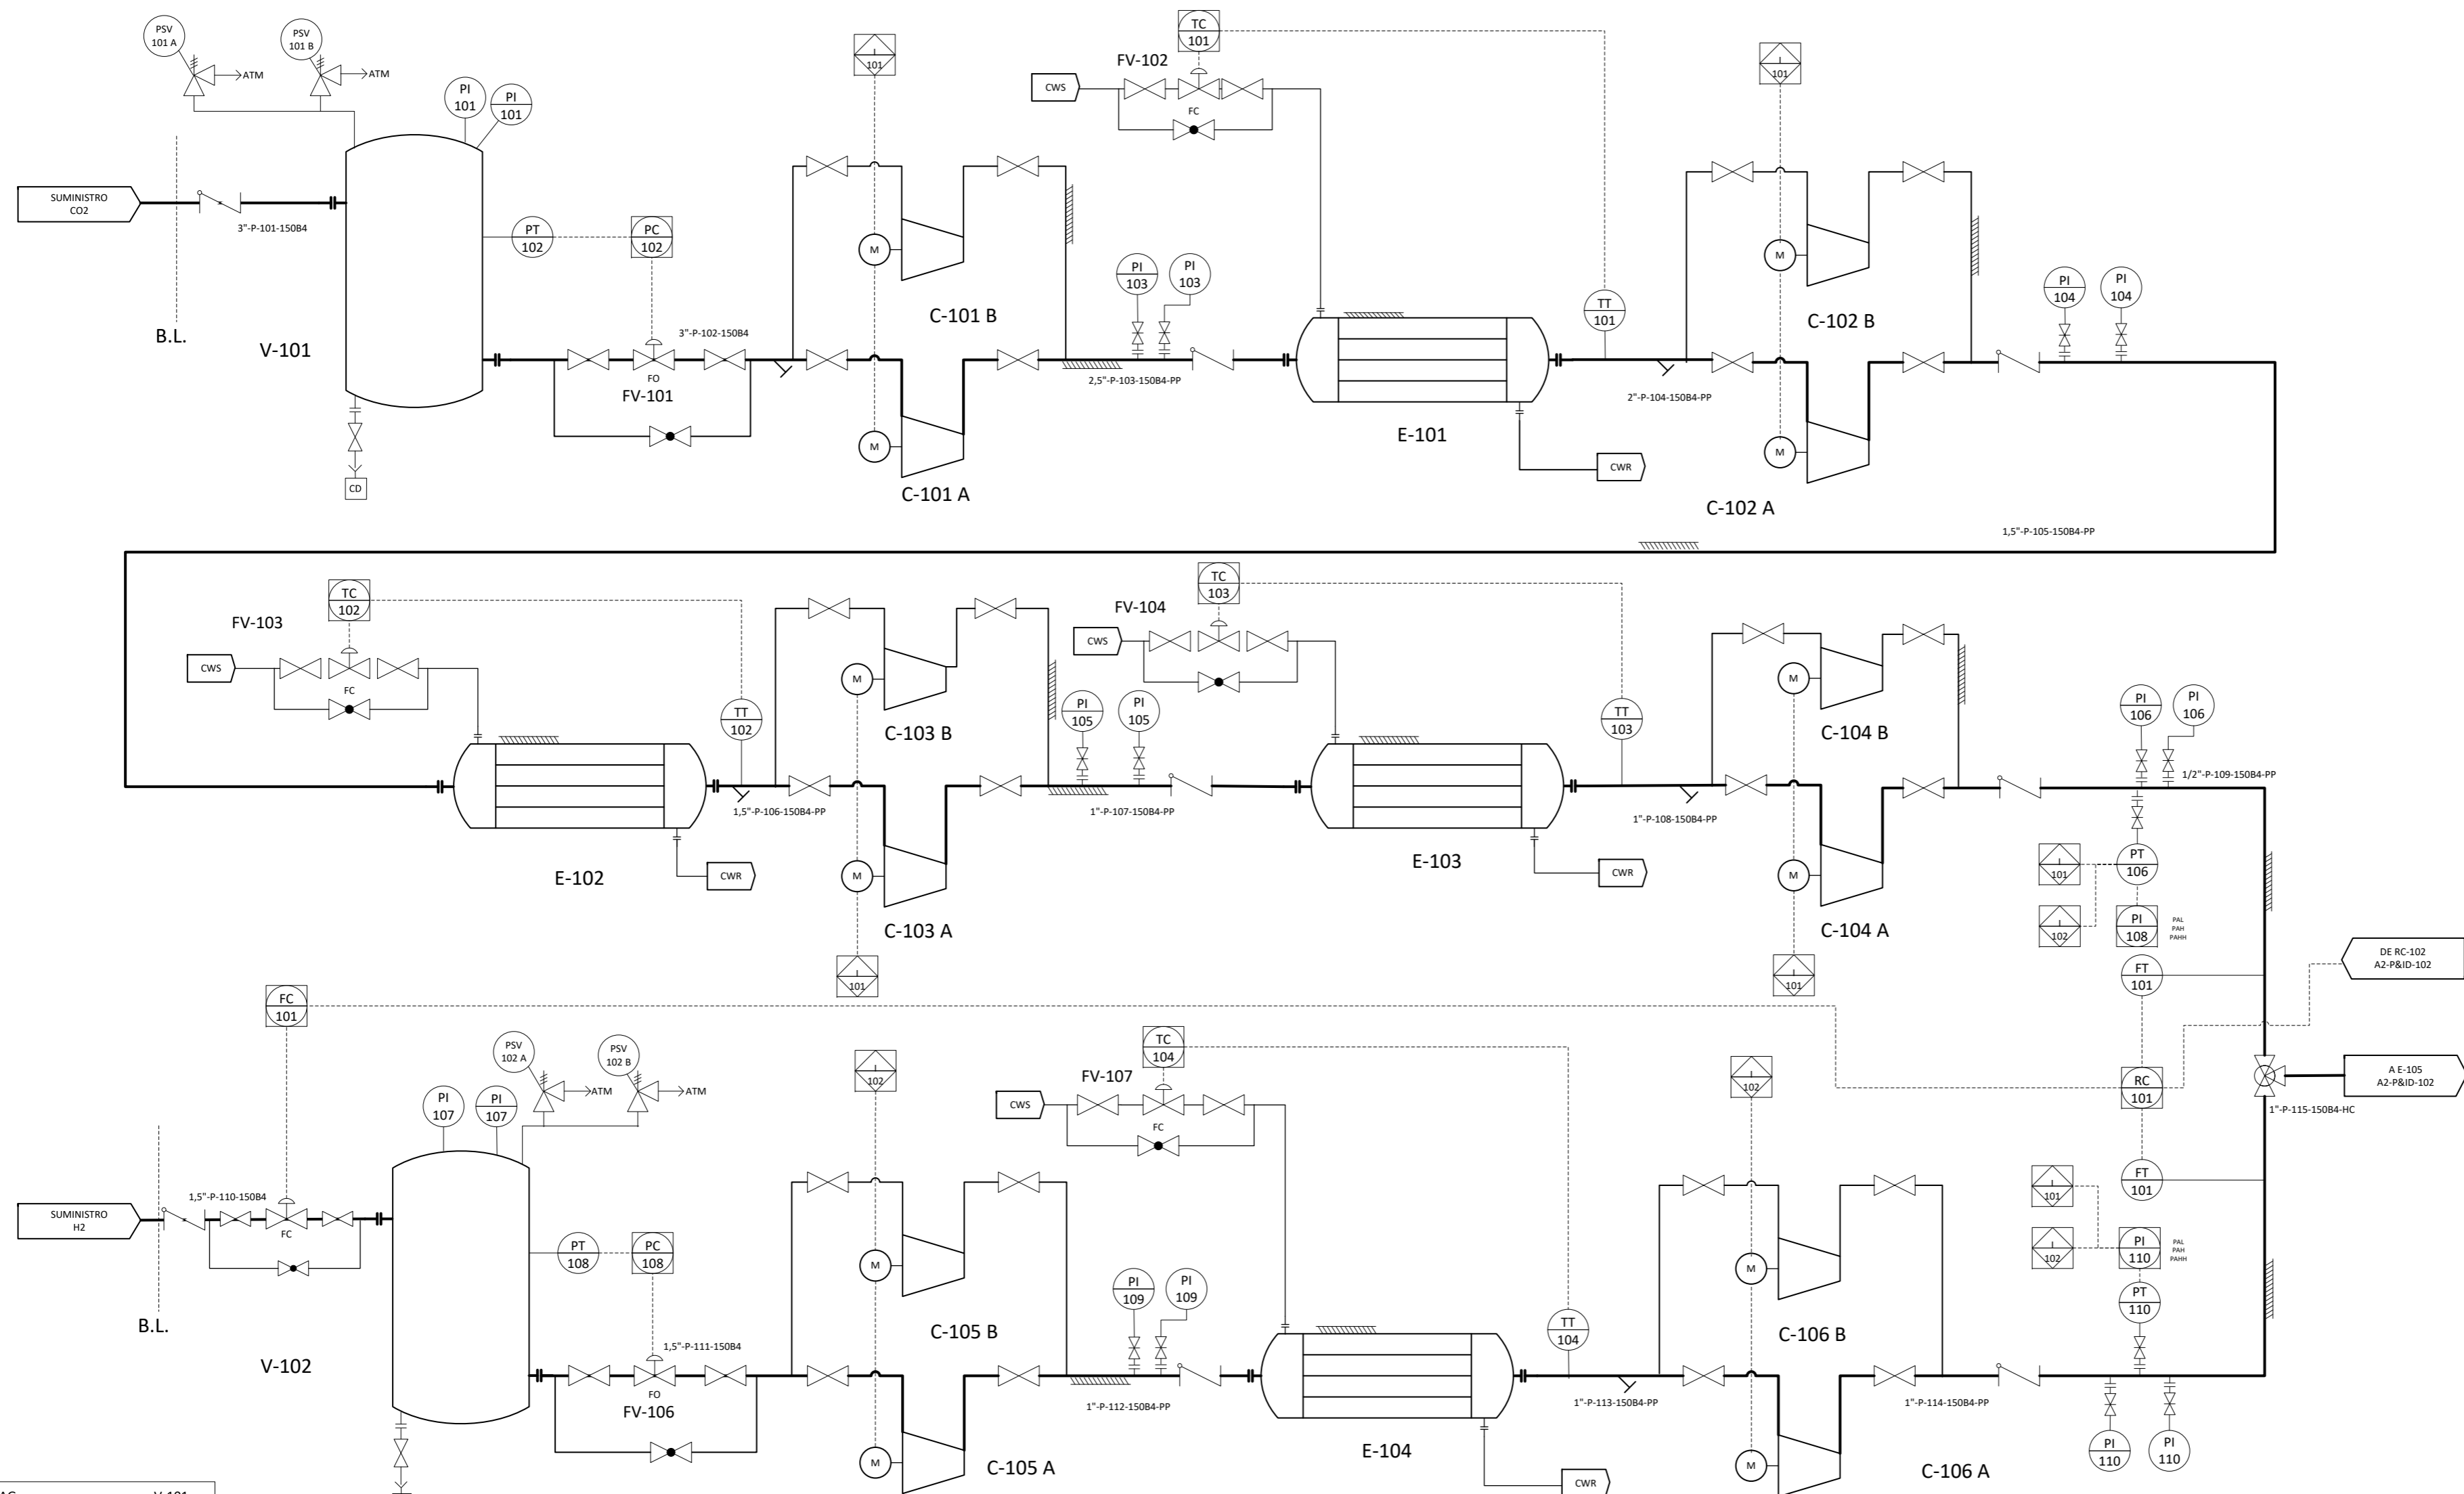 PSV
101 A
ATM
PSV
101 B
ATM
PI
101
PI
101
I
101
TC
101
FV-102
CWS
FC
I
101
SUMINISTRO
CO2
3"-P-101-150B4
B.L.
V-101
PT
102
PC
102
3"-P-102-150B4
FO
FV-101
CD
M
C-101 B
M
C-101 A
PI
103
PI
103
2,5"-P-103-150B4-PP
E-101
CWR
TT
101
2"-P-104-150B4-PP
M
C-102 B
M
C-102 A
PI
104
PI
104
1,5"-P-105-150B4-PP
TC
102
FV-103
CWS
FC
E-102
CWR
TT
102
1,5"-P-106-150B4-PP
M
C-103 B
M
C-103 A
I
101
PI
105
PI
105
1"-P-107-150B4-PP
TC
103
FV-104
CWS
E-103
CWR
TT
103
1"-P-108-150B4-PP
M
C-104 B
M
C-104 A
I
101
PI
106
PI
106
1/2"-P-109-150B4-PP
I
101
PT
106
I
102
PI
108
PAL
PAH
PAHH
DE RC-102
A2-P&ID-102
FT
101
RC
101
A E-105
A2-P&ID-102
1"-P-115-150B4-HC
FT
101
FC
101
PSV
102 A
ATM
PSV
102 B
ATM
PI
107
PI
107
SUMINISTRO
H2
1,5"-P-110-150B4
FC
B.L.
V-102
PT
108
PC
108
1,5"-P-111-150B4
FO
FV-106
I
102
M
C-105 B
M
C-105 A
PI
109
PI
109
1"-P-112-150B4-PP
TC
104
FV-107
CWS
FC
E-104
CWR
TT
104
1"-P-113-150B4-PP
I
102
M
C-106 B
M
C-106 A
1"-P-114-150B4-PP
I
101
I
102
PI
110
PAL
PAH
PAHH
PT
110
PI
110
PI
110